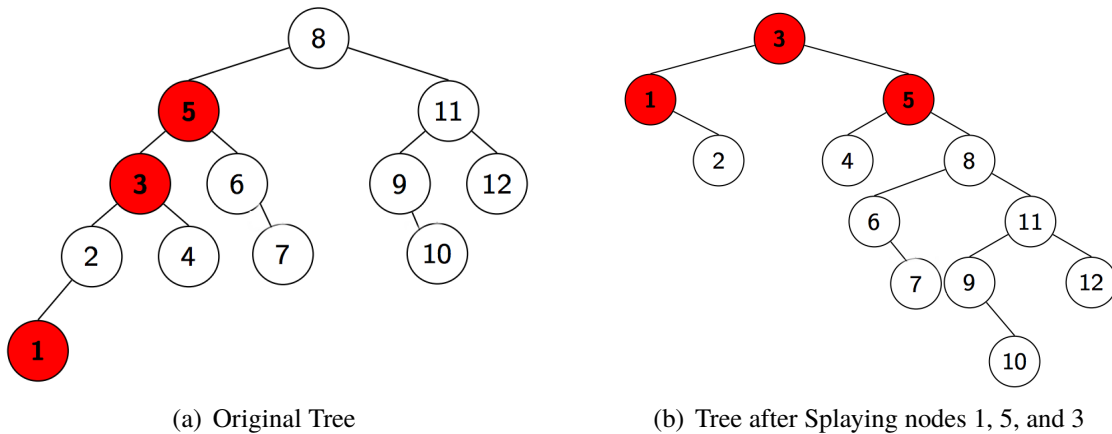 8
5 11
3 6 9 12
2 4 7 10
1
(a) Original Tree
3
1 5
2 4 8
6 11
7 9 12
10
(b) Tree after Splaying nodes 1, 5, and 3